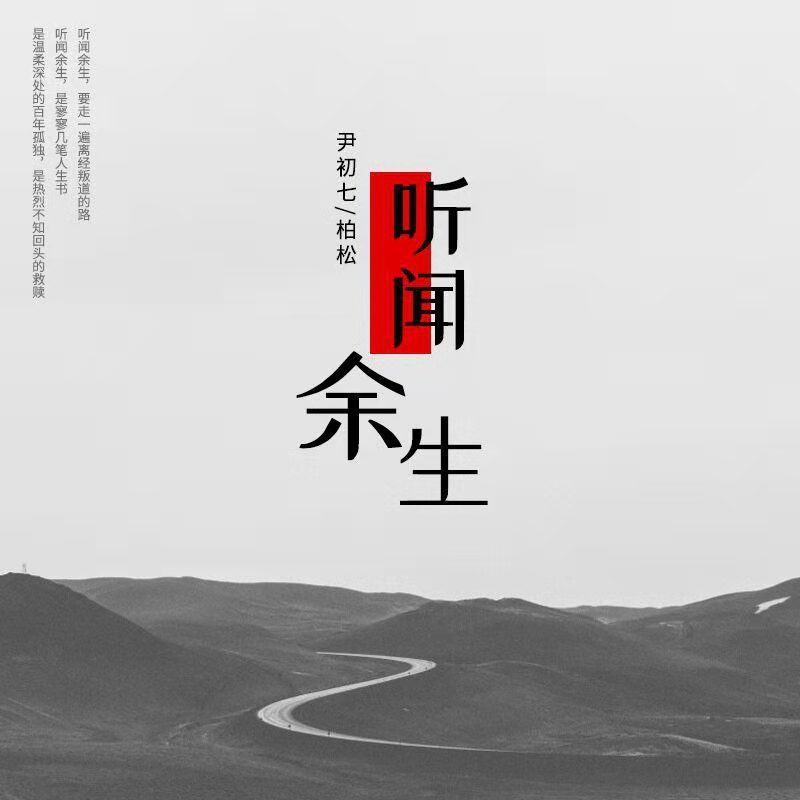 听闻余生，要走一遍离经叛道的路
听闻余生，是寥寥几笔人生书
是温柔深处的百年孤独，是热烈不知回头的救赎
听闻
余生
尹初七/柏松